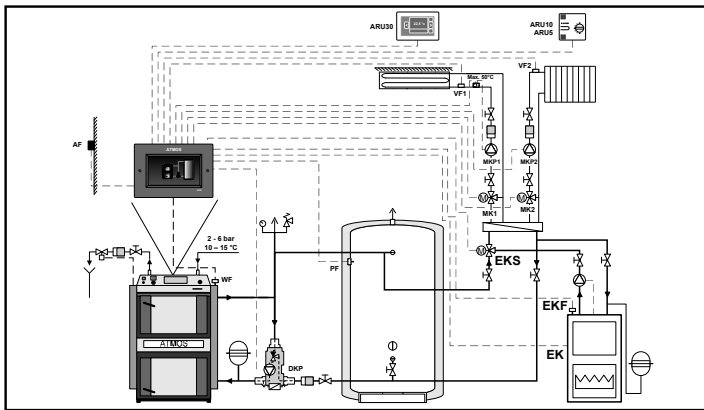 ARU30
ARU10
ARU5
VF2
VF1
Max. 50°C
AF
ATMOS
MKP1
MKP2
M
M
MK1
MK2
2 - 6 bar
10 – 15 °C
WF
PF
M
EKS
EKF
EK
ATMOS
DKP